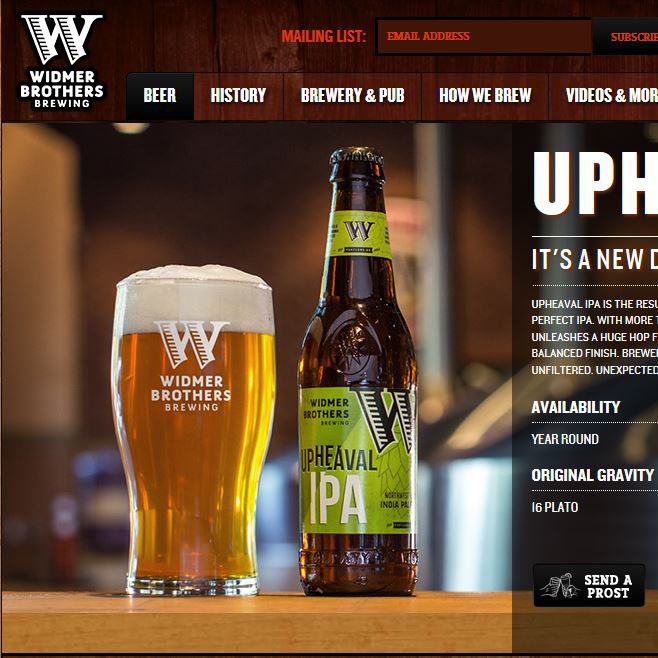 WIDMER
BROTHERS
BREWING
MAILING LIST:
EMAIL ADDRESS
SUBSCRIBE
BEER
HISTORY
BREWERY & PUB
HOW WE BREW
VIDEOS & MOR
UPH
IT'S A NEW D
UPHEAVAL IPA IS THE RESU
PERFECT IPA. WITH MORE T
UNLEASHES A HUGE HOP F
BALANCED FINISH. BREWE
UNFILTERED. UNEXPECTED
AVAILABILITY
YEAR ROUND
ORIGINAL GRAVITY
16 PLATO
SEND A
PROST
W
WIDMER
BROTHERS
BREWING
W
WIDMER
BROTHERS
BREWING
W
UPHEAVAL
IPA
NORTHWEST
INDIA PAL